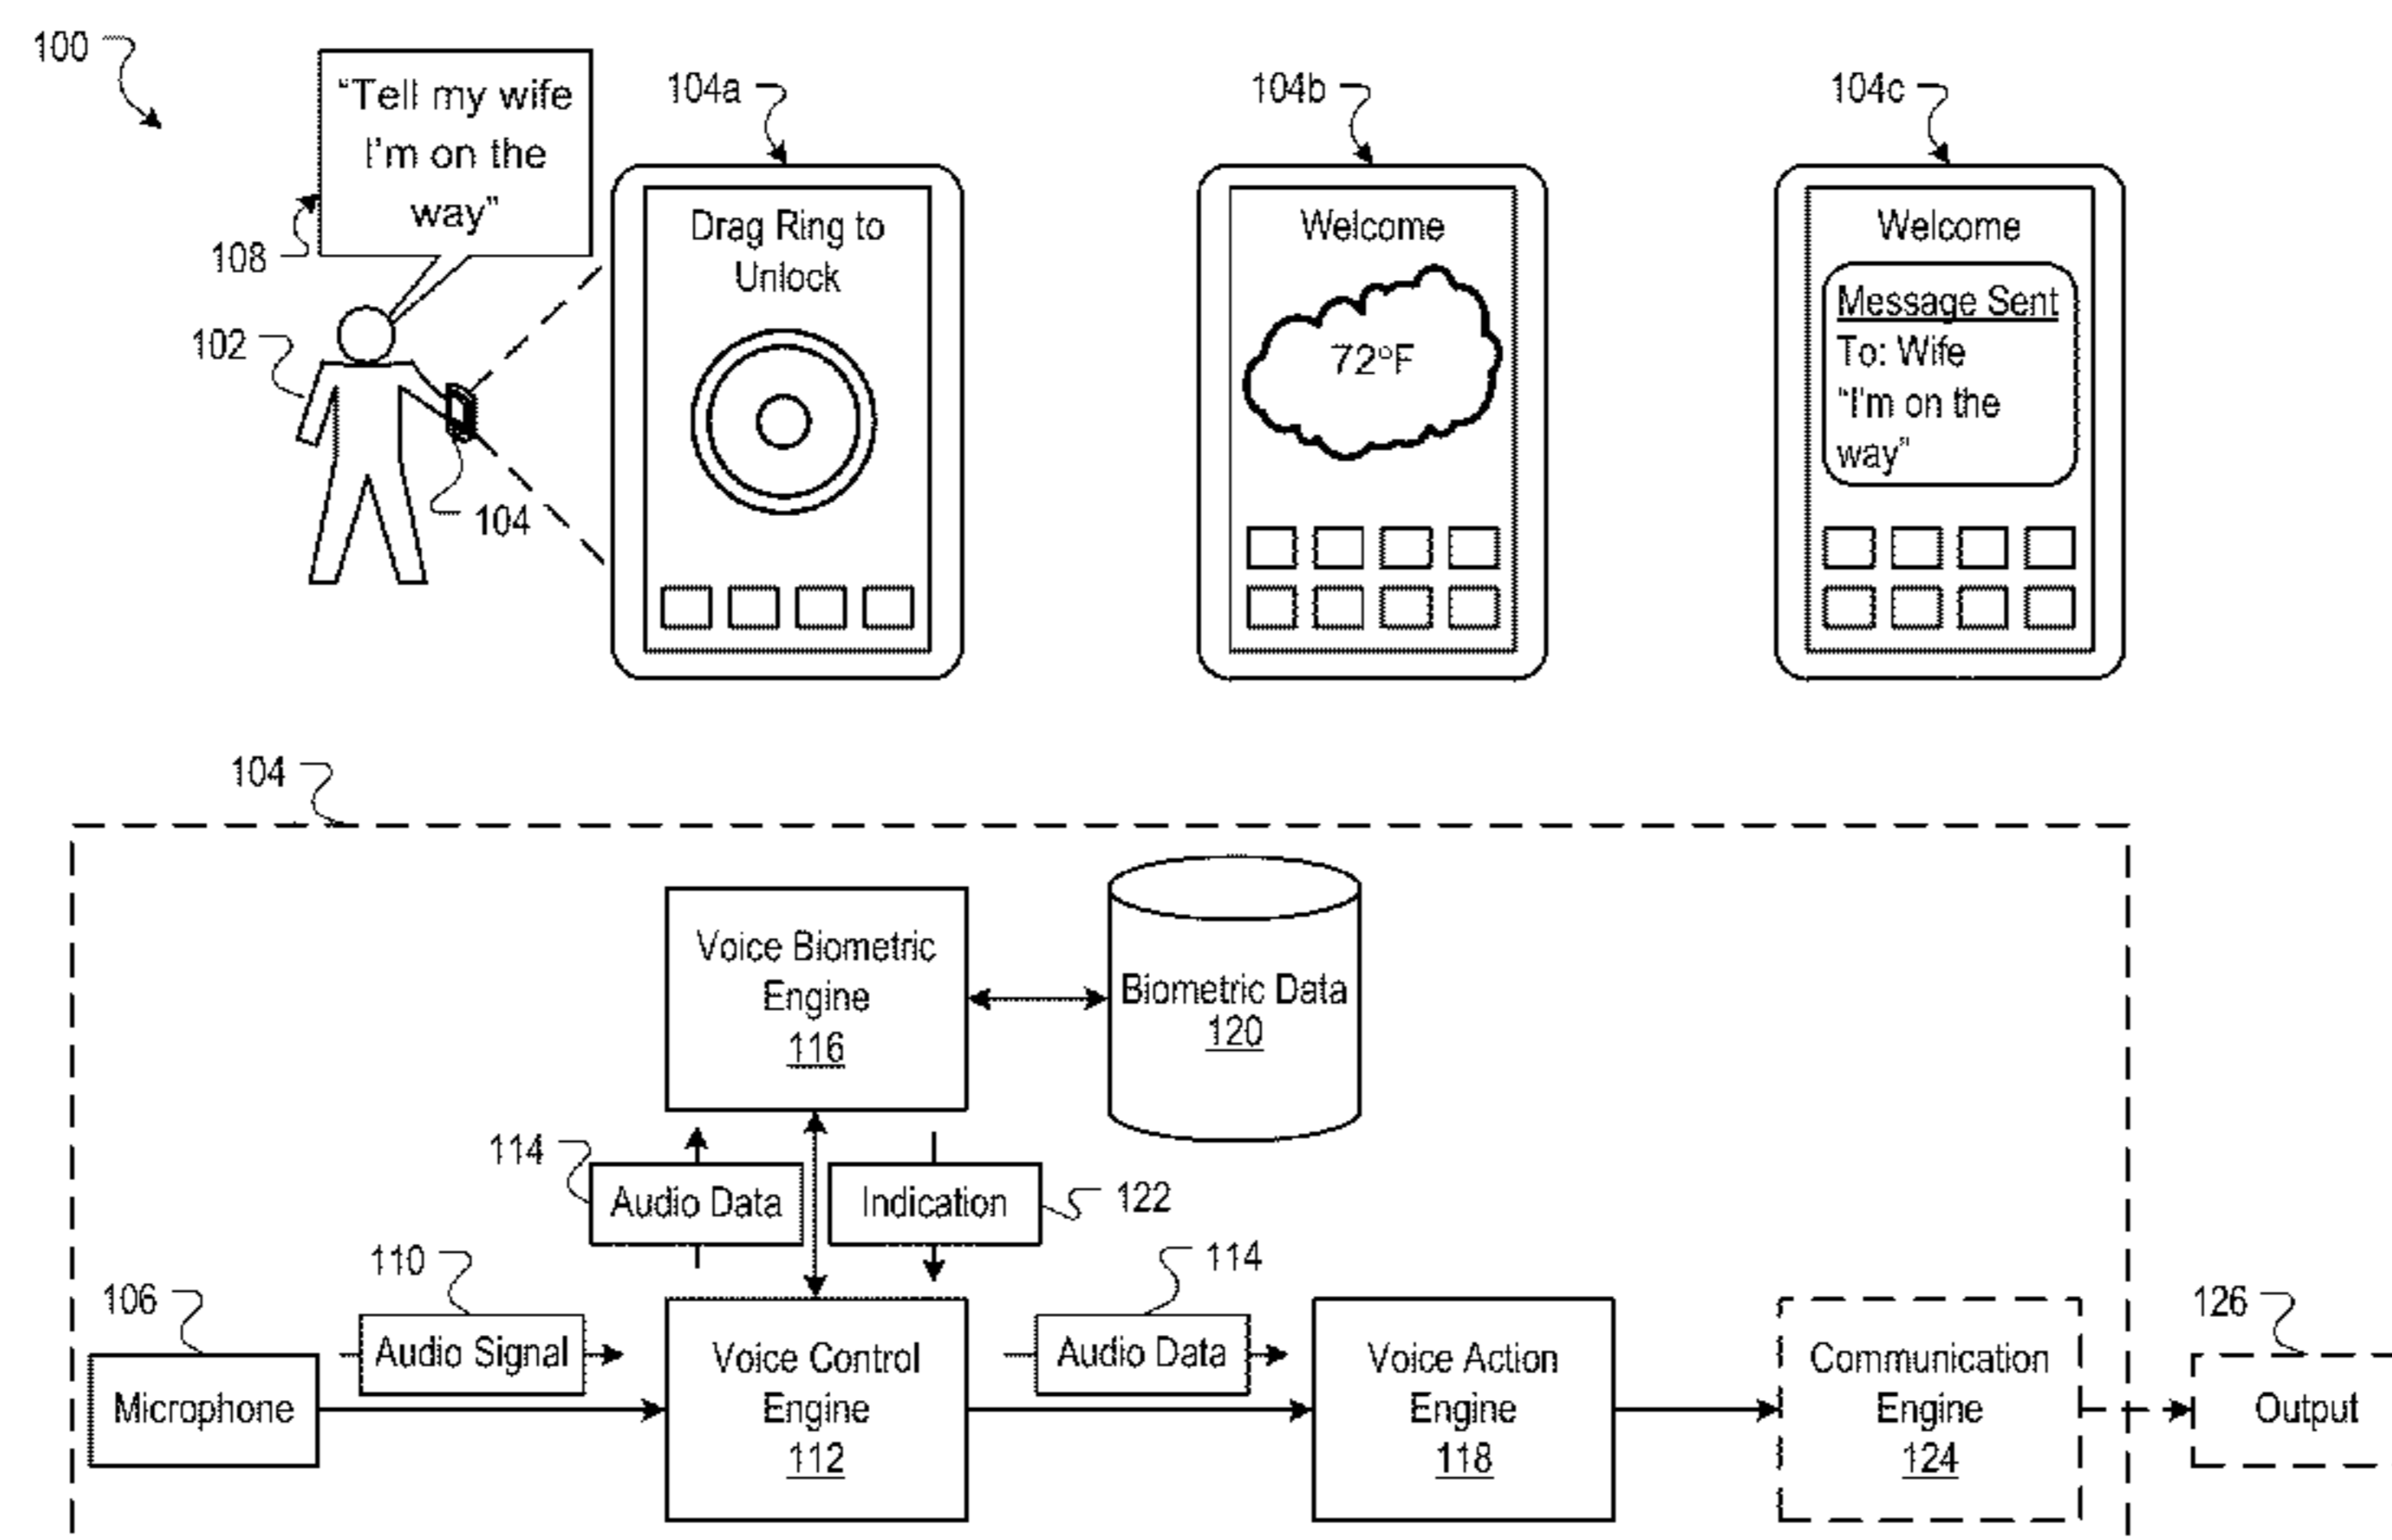 100
“Tell my wife
I'm on the
way”
108
102
104
104a
Drag Ring to
Unlock
104b
Welcome
72°F
104c
Welcome
Message Sent
To: Wife
“I'm on the
way”
104
Voice Biometric
Engine
116
Biometric Data
120
114
Audio Data
Indication
122
106
Microphone
110
Audio Signal
Voice Control
Engine
112
114
Audio Data
Voice Action
Engine
118
Communication
Engine
124
126
Output